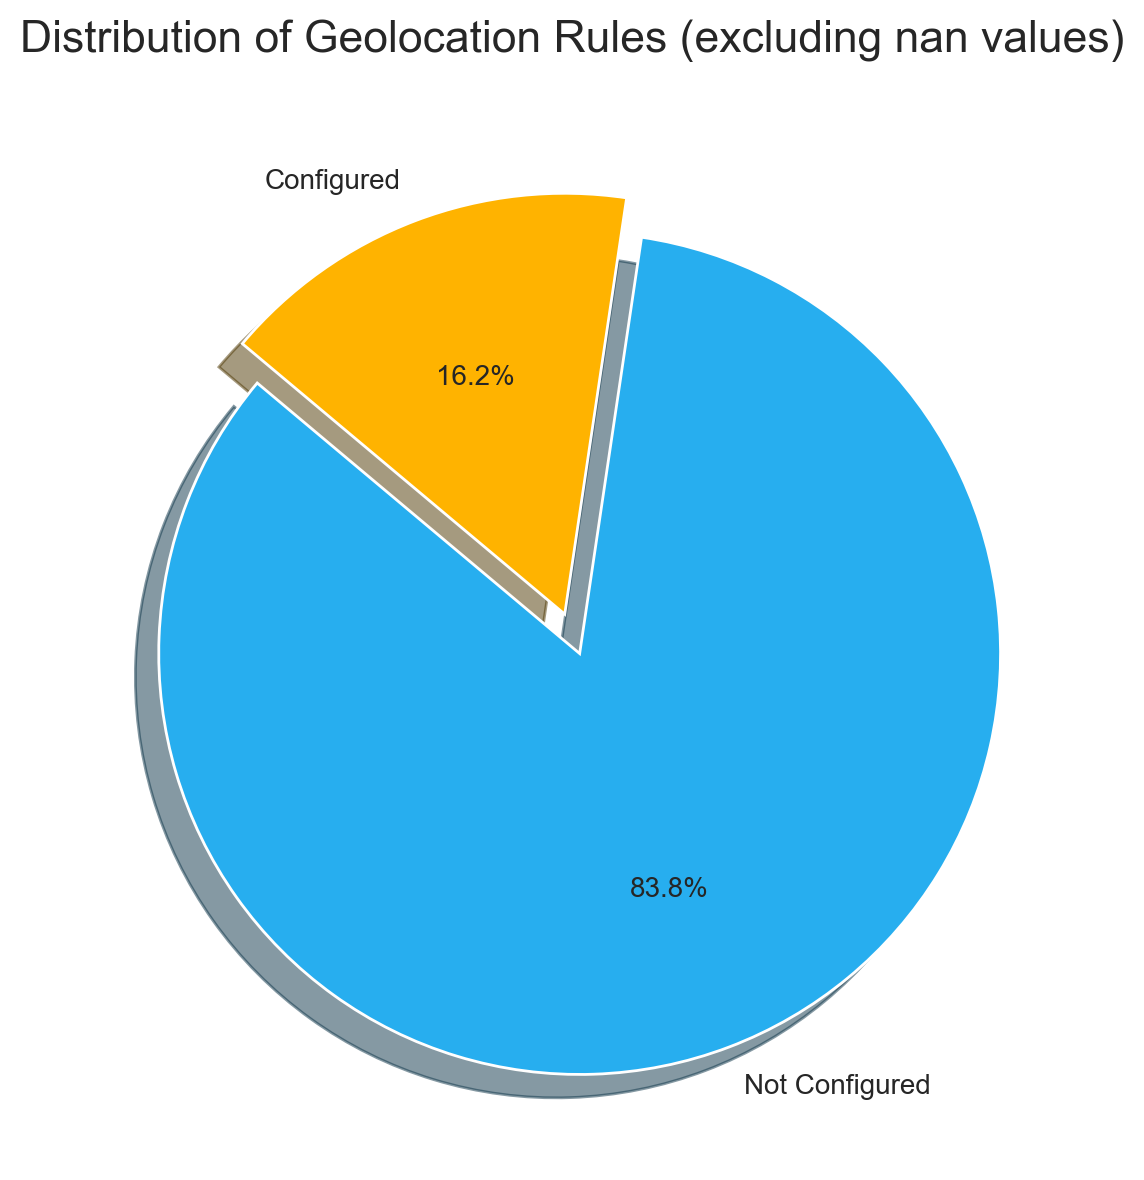 Distribution of Geolocation Rules (excluding nan values)
Configured
16.2%
83.8%
Not Configured